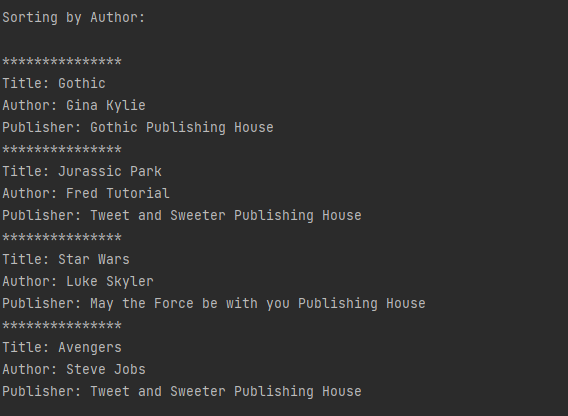 Sorting by Author:
***************
Title: Gothic
Author: Gina Kylie
Publisher: Gothic Publishing House
***************
Title: Jurassic Park
Author: Fred Tutorial
Publisher: Tweet and Sweeter Publishing House
***************
Title: Star Wars
Author: Luke Skyler
Publisher: May the Force be with you Publishing House
***************
Title: Avengers
Author: Steve Jobs
Publisher: Tweet and Sweeter Publishing House